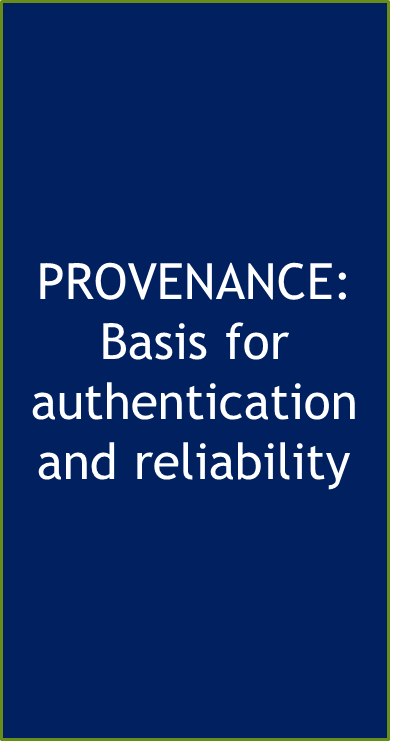 PROVENANCE:
Basis for
authentication
and reliability